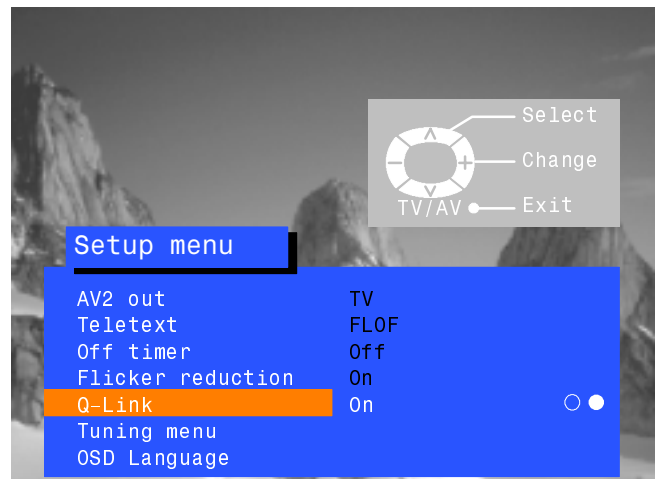 Select
Change
TV/AV Exit
Setup menu
AV2 out TV
Teletext FLOF
Off timer Off
Flicker reduction On
Q-Link On
Tuning menu
OSD Language